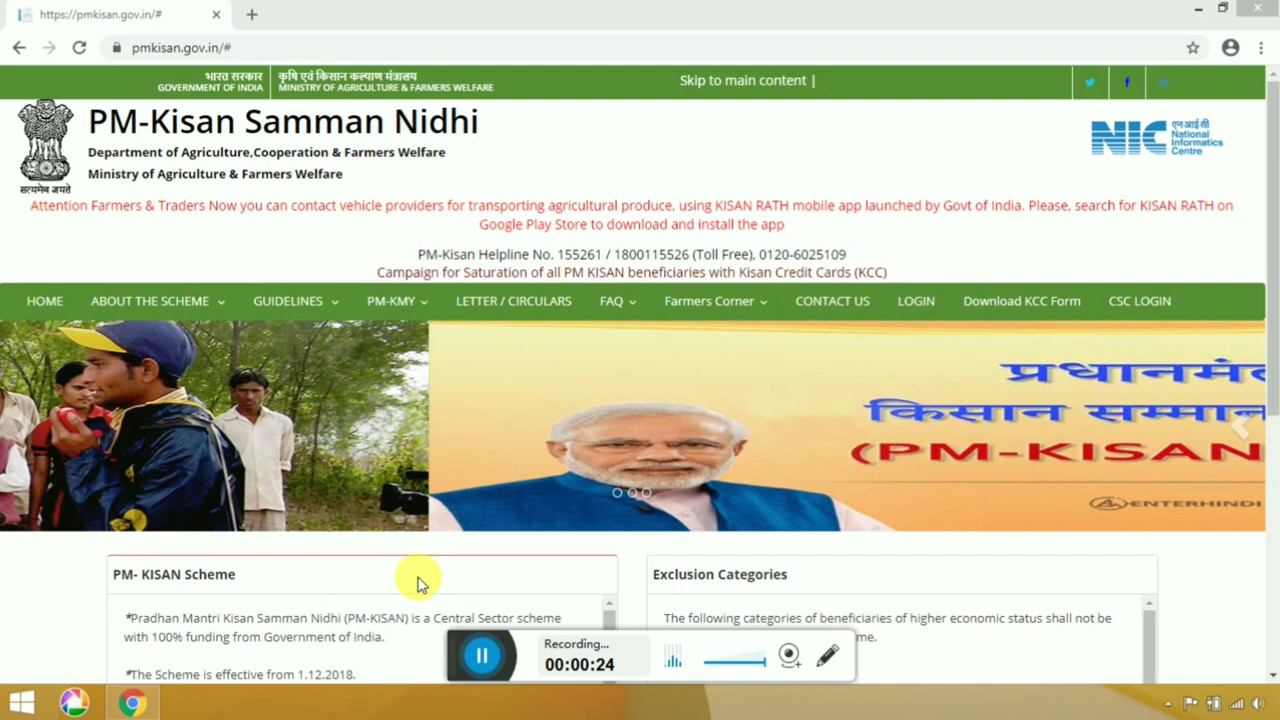 https://pmkisan.gov.in/#
pmkisan.gov.in/#
भारत सरकार
GOVERNMENT OF INDIA
कृषि एवं किसान कल्याण मंत्रालय
MINISTRY OF AGRICULTURE & FARMERS WELFARE
Skip to main content |
PM-Kisan Samman Nidhi
Department of Agriculture,Cooperation & Farmers Welfare
Ministry of Agriculture & Farmers Welfare
सत्यमेव जयते
NIC
एन आई सी
National
Informatics
Centre
Attention Farmers & Traders Now you can contact vehicle providers for transporting agricultural produce, using KISAN RATH mobile app launched by Govt of India. Please, search for KISAN RATH on
Google Play Store to download and install the app
PM-Kisan Helpline No. 155261 / 1800115526 (Toll Free), 0120-6025109
Campaign for Saturation of all PM KISAN beneficiaries with Kisan Credit Cards (KCC)
HOME ABOUT THE SCHEME GUIDELINES PM-KMY LETTER / CIRCULARS FAQ Farmers Corner CONTACT US LOGIN Download KCC Form CSC LOGIN
किसान
(PM-KISAN
ENTERHINDI
PM- KISAN Scheme
*Pradhan Mantri Kisan Samman Nidhi (PM-KISAN) is a Central Sector scheme
with 100% funding from Government of India.
*The Scheme is effective from 1.12.2018.
Exclusion Categories
The following categories of beneficiaries of higher economic status shall not
me.
Recording...
00:00:24